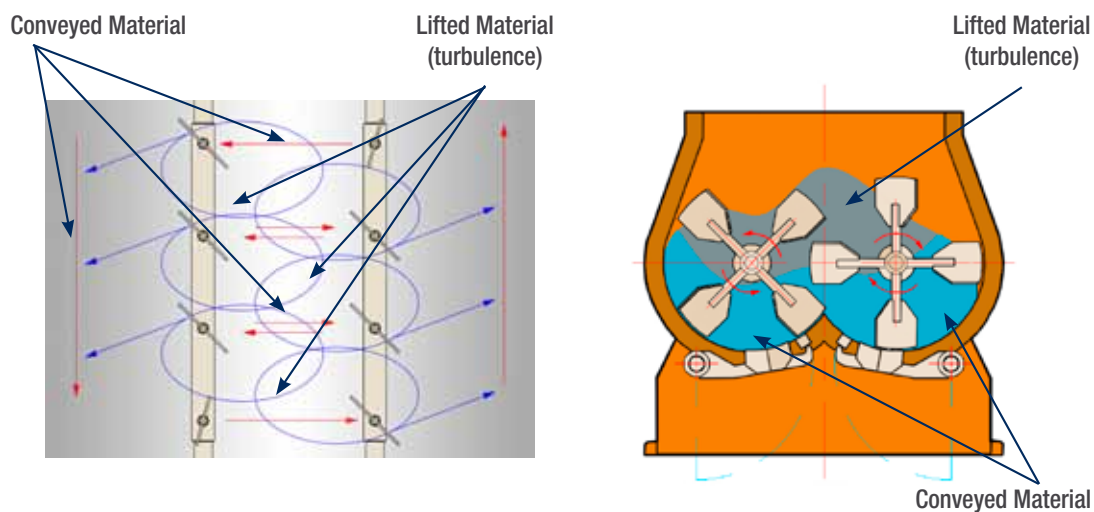 Conveyed Material
Lifted Material
(turbulence)
Lifted Material
(turbulence)
Conveyed Material